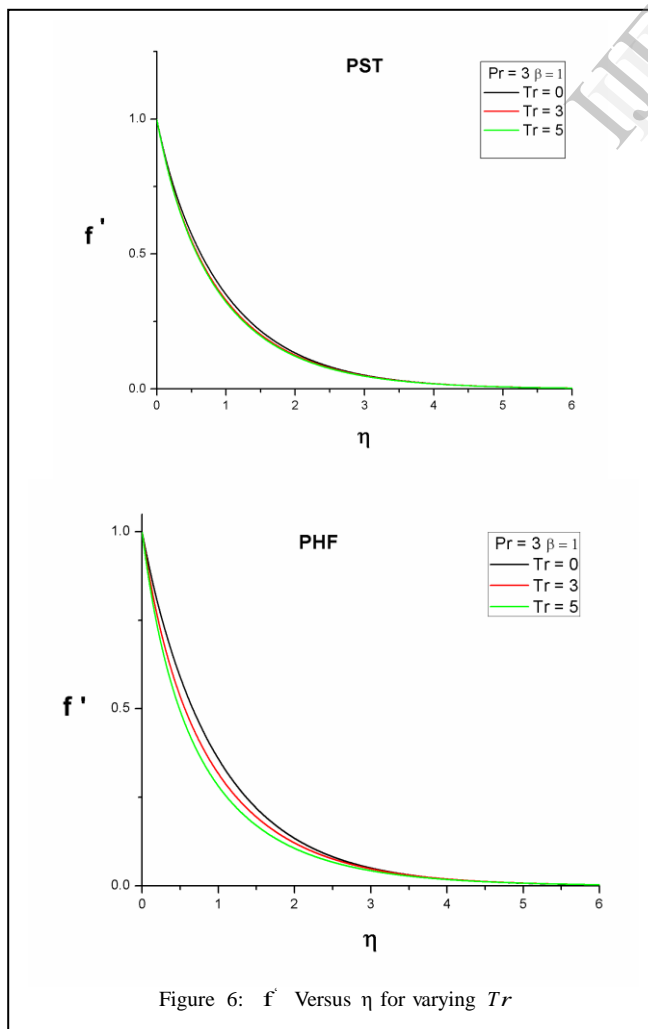 PST
Pr = 3 β = 1
Tr = 0
Tr = 3
Tr = 5
1.0
0.5
0.0
f '
0 1 2 3 4 5 6
η
PHF
Pr = 3 β = 1
Tr = 0
Tr = 3
Tr = 5
1.0
0.5
0.0
f '
0 1 2 3 4 5 6
η
Figure 6: f‘ Versus η for varying Tr